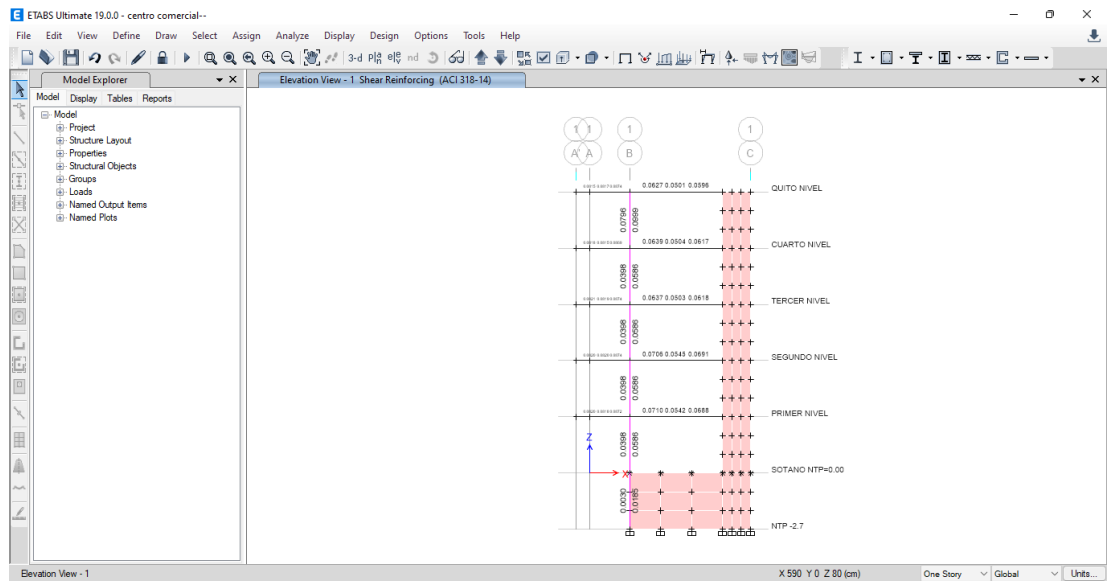 ETABS Ultimate 19.0.0 - centro comercial--
File Edit View Define Draw Select Assign Analyze Display Design Options Tools Help
3-d plạ elẹ nd
Model Explorer
Elevation View - 1 Shear Reinforcing (ACI 318-14)
Model Display Tables Reports
Model
Project
Structure Layout
Properties
Structural Objects
Groups
Loads
Named Output Items
Named Plots
1 1 1 1
A' A B C
0.0627 0.0501 0.0596 QUITO NIVEL
0.0796 0.0999
0.0639 0.0504 0.0617 CUARTO NIVEL
0.0398 0.0586
0.0637 0.0503 0.0618 TERCER NIVEL
0.0398 0.0586
0.0706 0.0543 0.0691 SEGUNDO NIVEL
0.0398 0.0586
0.0710 0.0542 0.0688 PRIMER NIVEL
0.0398 0.0586
Z
X
SOTANO NTP=0.00
0.0030 0.0185
NTP -2.7
Elevation View - 1
X 590 Y 0 Z 80 (cm)
One Story
Global
Units...